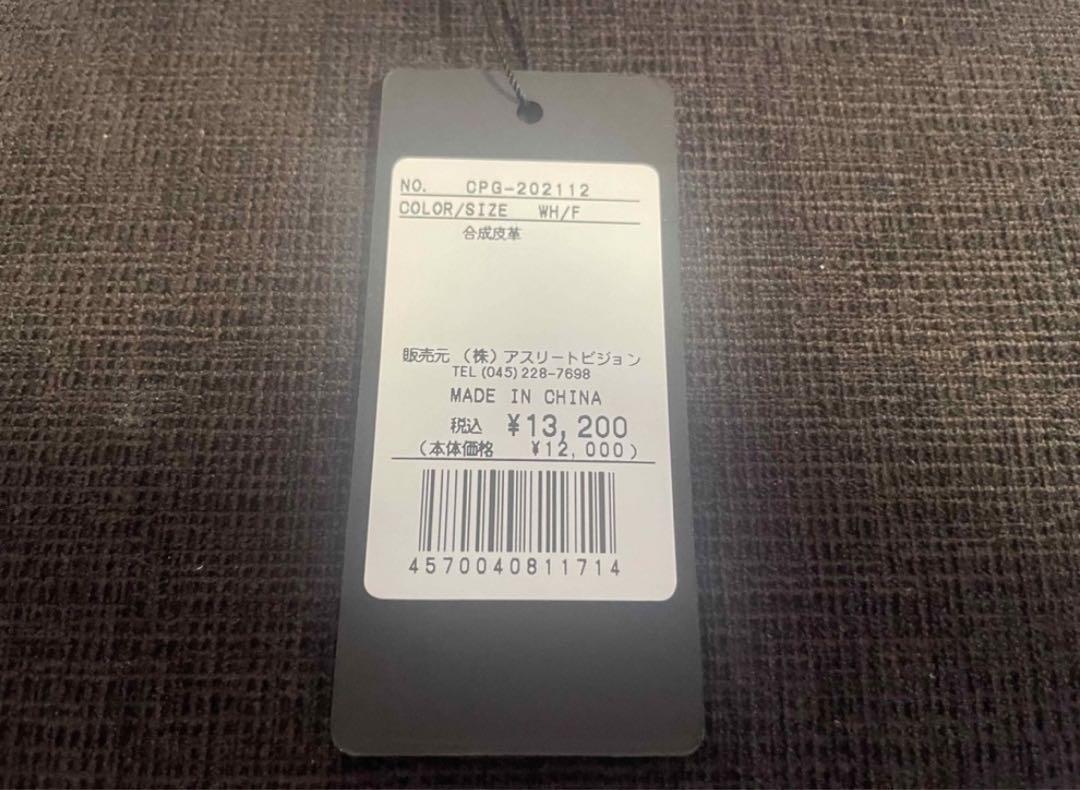 NO. CPG-202112
COLOR/SIZE WH/F
合成皮革
販売元 (株)アスリートビジョン
TEL(045)228-7698
MADE IN CHINA
税込 ¥13,200
(本体価格 ¥12,000)
4570040811714